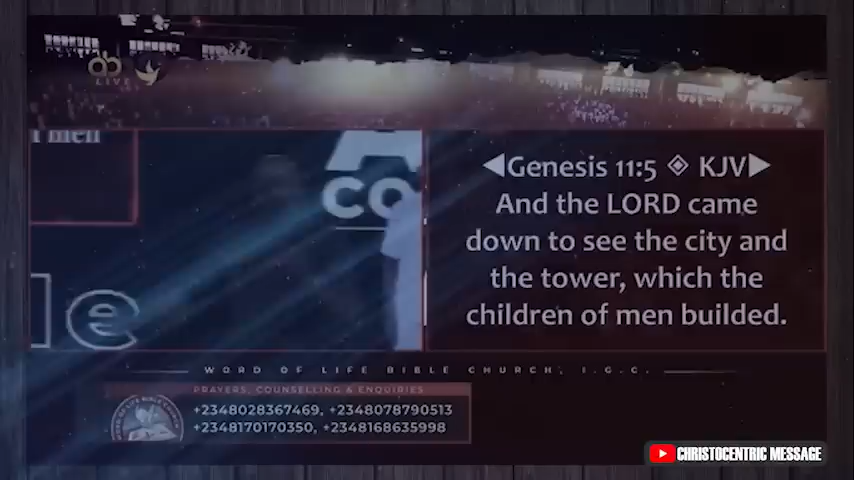 ab
LIVE
men
CO
◀Genesis 11:5 ◈ KJV▶
And the LORD came
down to see the city and
the tower, which the
children of men builded.
le
WORD OF LIFE BIBLE CHURCH, I.G.C.
PRAYERS, COUNSELLING & ENQUIRIES
+2348028367469, +2348078790513
+2348170170350, +2348168635998
CHRISTOCENTRIC MESSAGE